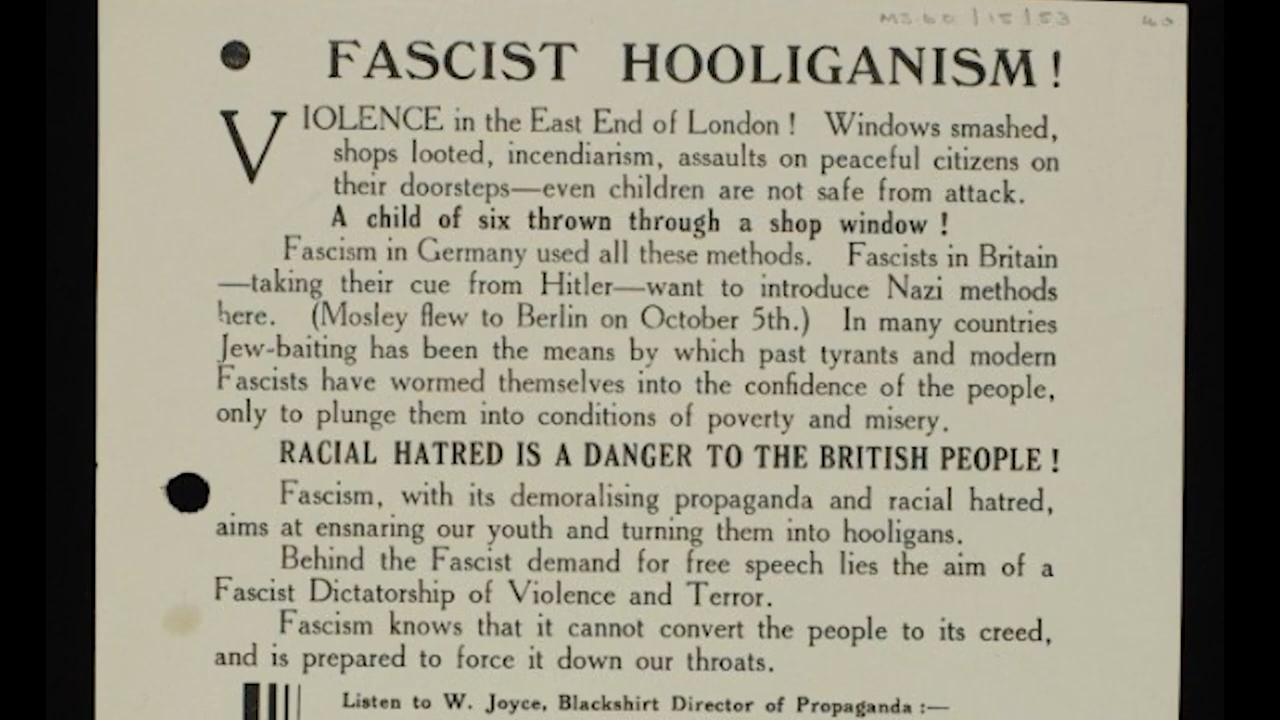 MS 60 / 15 / 53 40
FASCIST HOOLIGANISM !
VIOLENCE in the East End of London ! Windows smashed,
shops looted, incendiarism, assaults on peaceful citizens on
their doorsteps—even children are not safe from attack.
A child of six thrown through a shop window !
Fascism in Germany used all these methods. Fascists in Britain
—taking their cue from Hitler—want to introduce Nazi methods
here. (Mosley flew to Berlin on October 5th.) In many countries
Jew-baiting has been the means by which past tyrants and modern
Fascists have wormed themselves into the confidence of the people,
only to plunge them into conditions of poverty and misery.
RACIAL HATRED IS A DANGER TO THE BRITISH PEOPLE !
Fascism, with its demoralising propaganda and racial hatred,
aims at ensnaring our youth and turning them into hooligans.
Behind the Fascist demand for free speech lies the aim of a
Fascist Dictatorship of Violence and Terror.
Fascism knows that it cannot convert the people to its creed,
and is prepared to force it down our throats.
Listen to W. Joyce, Blackshirt Director of Propaganda :—